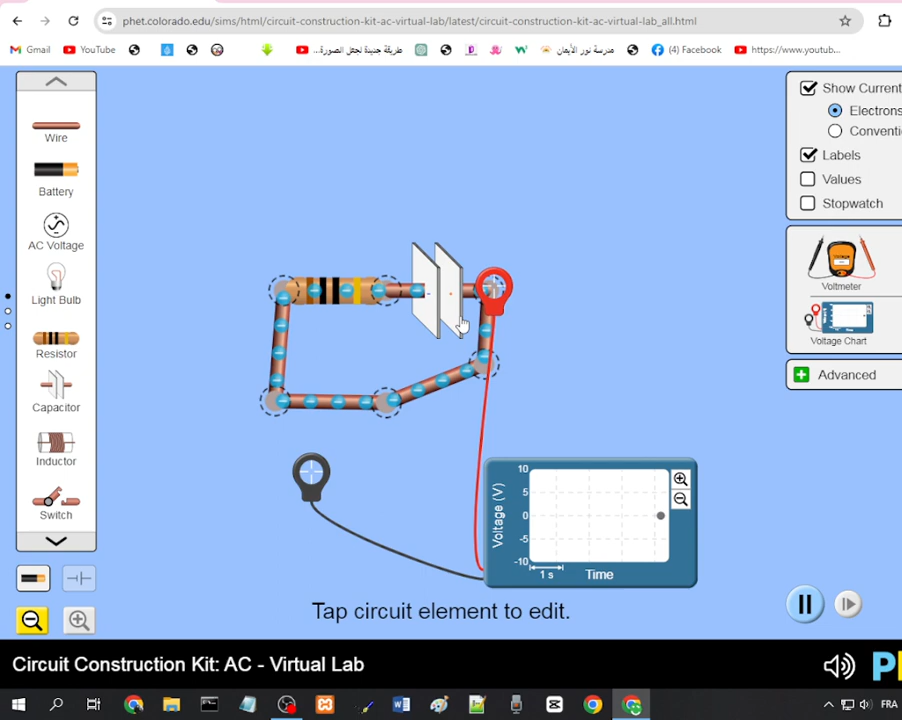 phet.colorado.edu/sims/html/circuit-construction-kit-ac-virtual-lab/latest/circuit-construction-kit-ac-virtual-lab_all.html
Gmail
YouTube
طريقة جديدة لجعل الصورة...
مدرسة نور الأيمان
(4) Facebook
https://www.youtub...
Wire
Battery
AC Voltage
Light Bulb
Resistor
Capacitor
Inductor
Switch
Show Current
Electrons
Conventi
Labels
Values
Stopwatch
Voltmeter
Voltage Chart
Advanced
Voltage (V)
10
5
0
-5
-10
1 s
Time
Tap circuit element to edit.
Circuit Construction Kit: AC - Virtual Lab
P
FRA